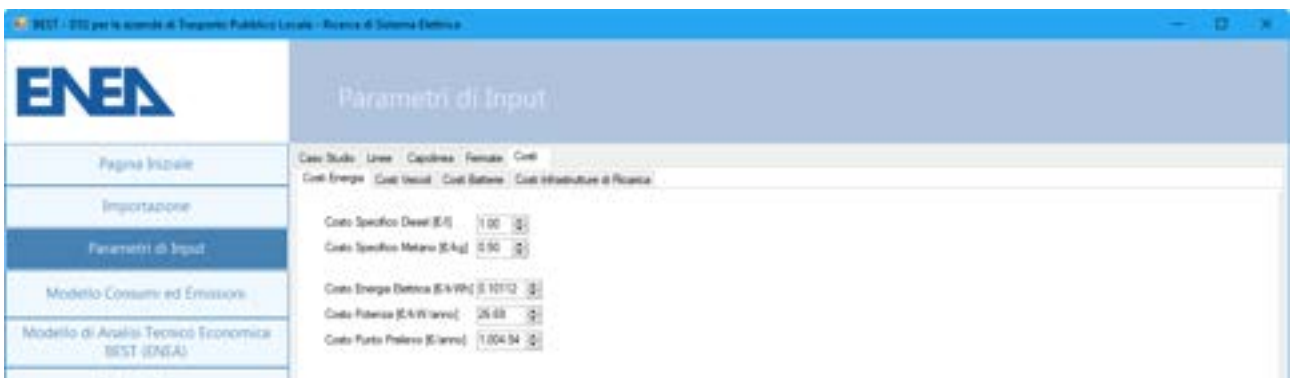 BEST - DSS per le aziende di Trasporto Pubblico Locale - Ricerca di Sistema Elettrico
ENEA
Parametri di Input
Pagina Iniziale
Importazione
Parametri di Input
Modello Consumi ed Emissioni
Modello di Analisi Tecnico Economica
BEST (ENEA)
Caso Studio Linee Capolinea Fermate Costi
Costi Energia Costi Veicoli Costi Batterie Costi Infrastrutture di Ricarica
Costo Specifico Diesel [€/l] 1.00
Costo Specifico Metano [€/kg] 0.90
Costo Energia Elettrica [€/kWh] 0.10112
Costo Potenza [€/kW/anno]
Costo Punto Prelievo [€/anno] 1.004.94